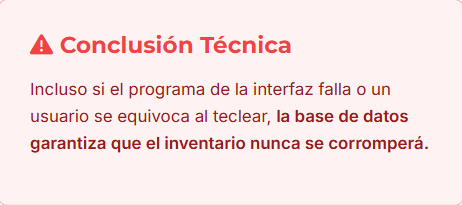 Conclusión Técnica
Incluso si el programa de la interfaz falla o un
usuario se equivoca al teclear, la base de datos
garantiza que el inventario nunca se corromperá.